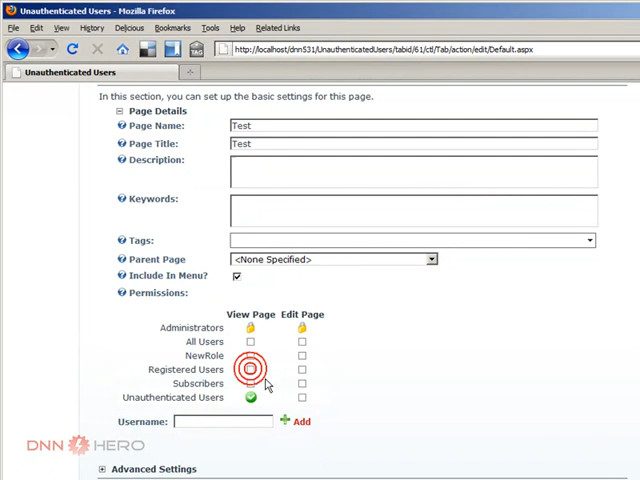 Unauthenticated Users - Mozilla Firefox
File Edit View History Delicious Bookmarks Tools Help Related Links
TAG http://localhost/dnn531/UnauthenticatedUsers/tabid/61/ctl/Tab/action/edit/Default.aspx
Unauthenticated Users
In this section, you can set up the basic settings for this page.
Page Details
Page Name: Test
Page Title: Test
Description:
Keywords:
Tags:
Parent Page <None Specified>
Include In Menu?
Permissions:
View Page Edit Page
Administrators
All Users
NewRole
Registered Users
Subscribers
Unauthenticated Users
Username: Add
DNN HERO
Advanced Settings